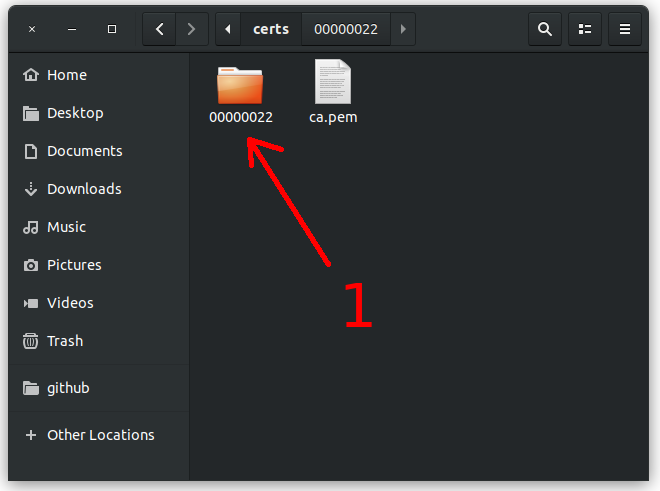 certs 00000022
Home
Desktop
Documents
Downloads
Music
Pictures
Videos
Trash
github
Other Locations
00000022 ca.pem
1